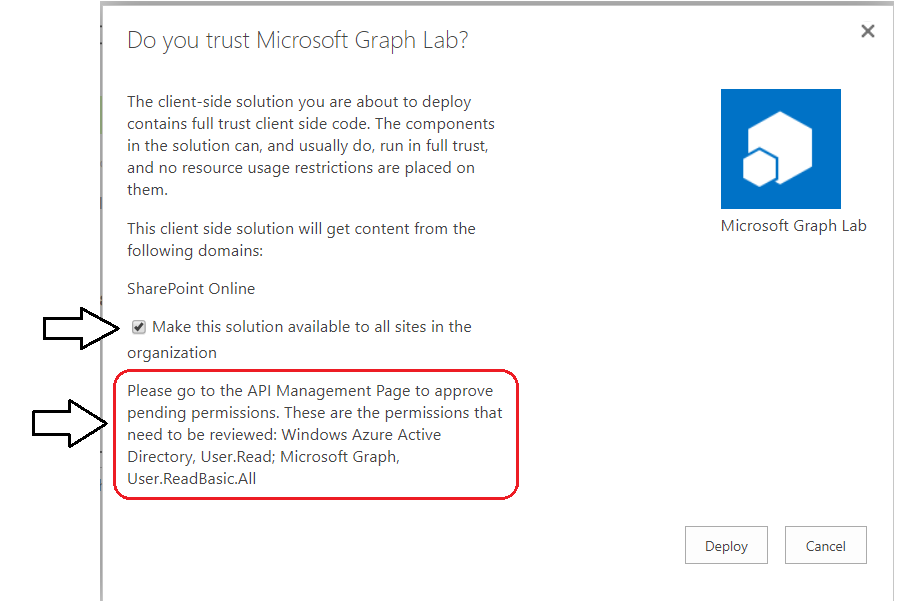 Do you trust Microsoft Graph Lab?
The client-side solution you are about to deploy
contains full trust client side code. The components
in the solution can, and usually do, run in full trust,
and no resource usage restrictions are placed on
them.
Microsoft Graph Lab
This client side solution will get content from the
following domains:
SharePoint Online
Make this solution available to all sites in the
organization
Please go to the API Management Page to approve
pending permissions. These are the permissions that
need to be reviewed: Windows Azure Active
Directory, User.Read; Microsoft Graph,
User.ReadBasic.All
Deploy
Cancel